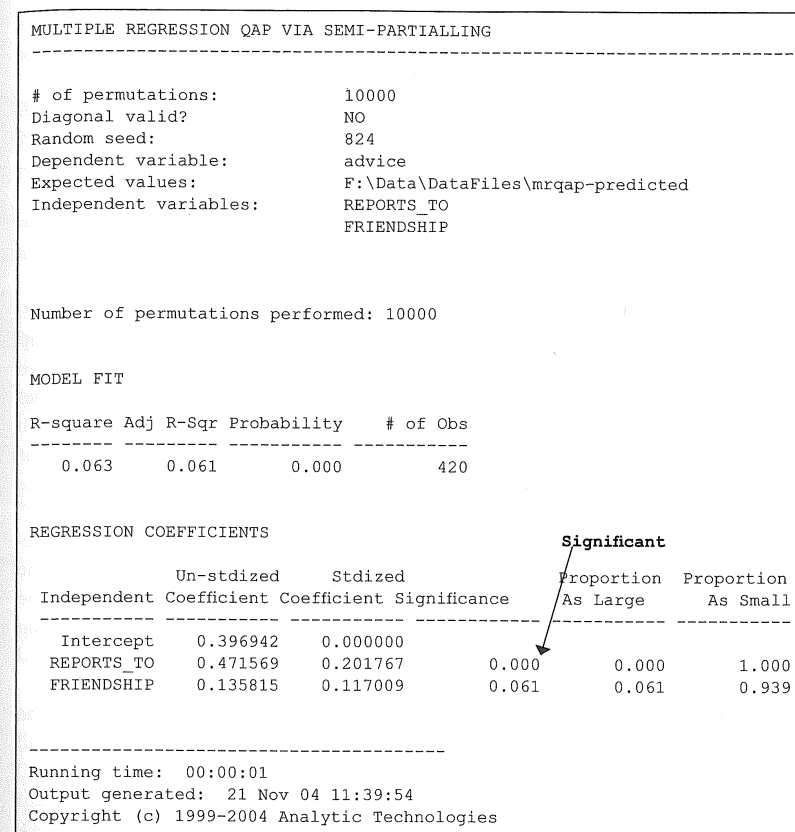 MULTIPLE REGRESSION QAP VIA SEMI-PARTIALLING
--------------------------------------------------------------------------
# of permutations: 10000
Diagonal valid? NO
Random seed: 824
Dependent variable: advice
Expected values: F:\Data\DataFiles\mrqap-predicted
Independent variables: REPORTS_TO
FRIENDSHIP
Number of permutations performed: 10000
MODEL FIT
R-square Adj R-Sqr Probability # of Obs
-------- --------- ----------- -----------
0.063 0.061 0.000 420
REGRESSION COEFFICIENTS
Significant
Un-stdized Stdized Proportion Proportion
Independent Coefficient Coefficient Significance As Large As Small
----------- ----------- ----------- ------------ ----------- -----------
Intercept 0.396942 0.000000
REPORTS_TO 0.471569 0.201767 0.000 0.000 1.000
FRIENDSHIP 0.135815 0.117009 0.061 0.061 0.939
----------------------------------------
Running time: 00:00:01
Output generated: 21 Nov 04 11:39:54
Copyright (c) 1999-2004 Analytic Technologies